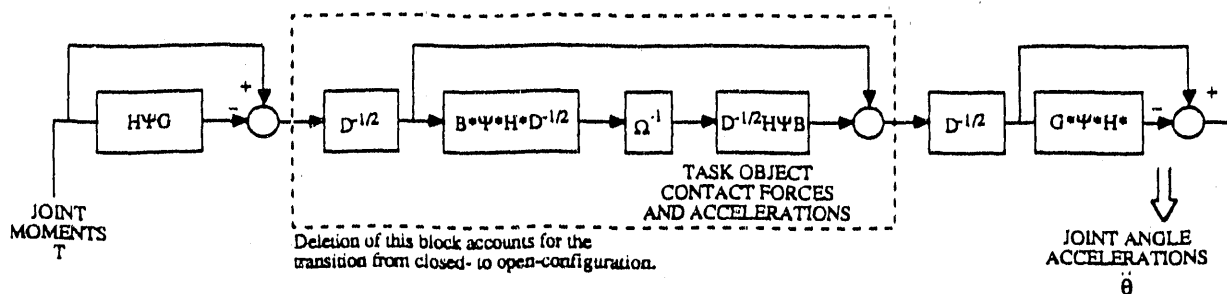 +
-
HΨG
D-1/2
B*Ψ*H*D-1/2
Ω-1
D-1/2HΨB
D-1/2
G*Ψ*H*
-
+
TASK OBJECT
CONTACT FORCES
AND ACCELERATIONS
JOINT
MOMENTS
T
Deletion of this block accounts for the
transition from closed- to open-configuration.
JOINT ANGLE
ACCELERATIONS
θ̈